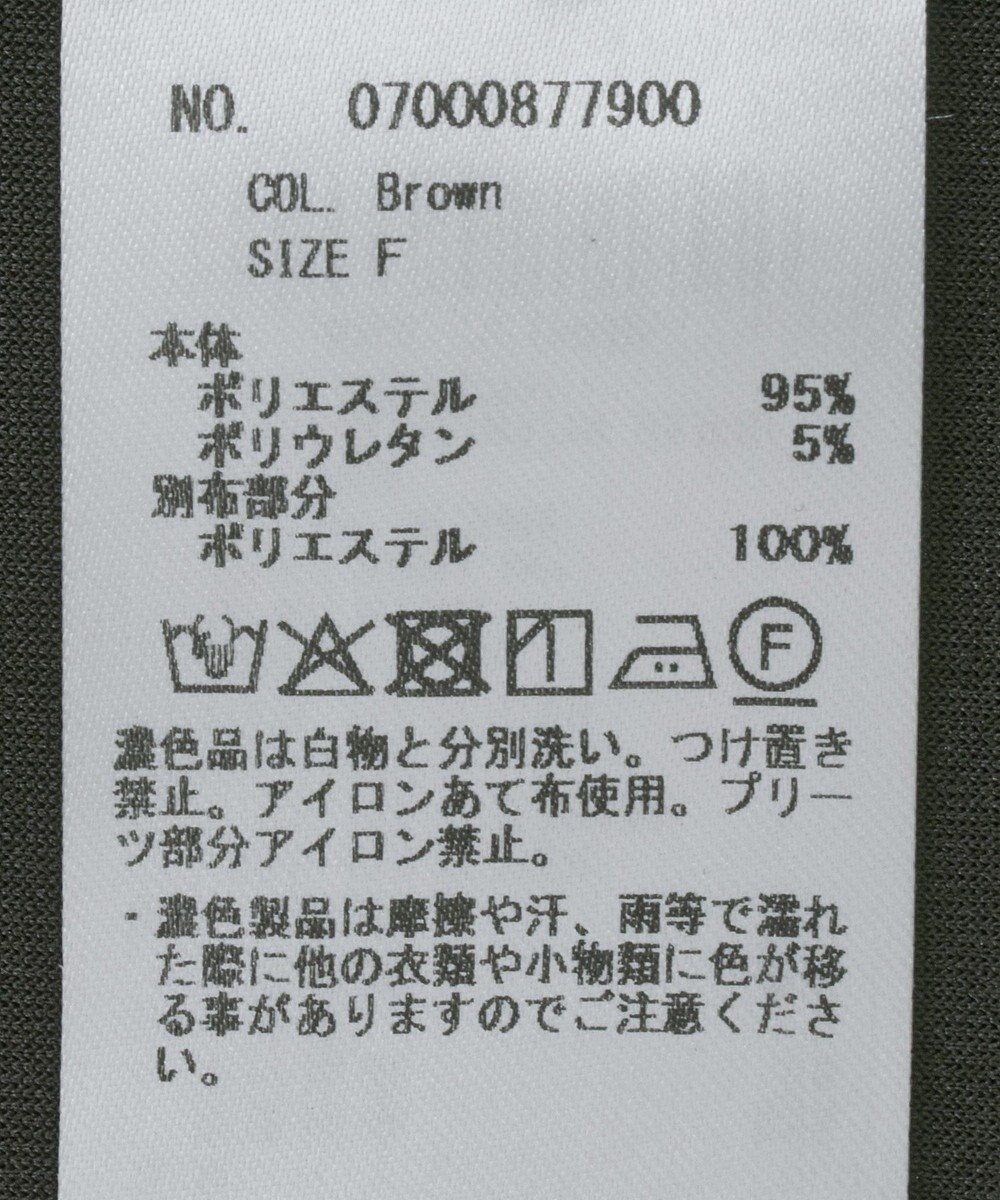 NO. 07000877900
COL. Brown
SIZE F
本体
ポリエステル 95%
ポリウレタン 5%
別布部分
ポリエステル 100%
F
濃色品は白物と分別洗い。つけ置き
禁止。アイロンあて布使用。プリー
ツ部分アイロン禁止。
・濃色製品は摩擦や汗、雨等で濡れ
た際に他の衣類や小物類に色が移
る事がありますのでご注意くださ
い。